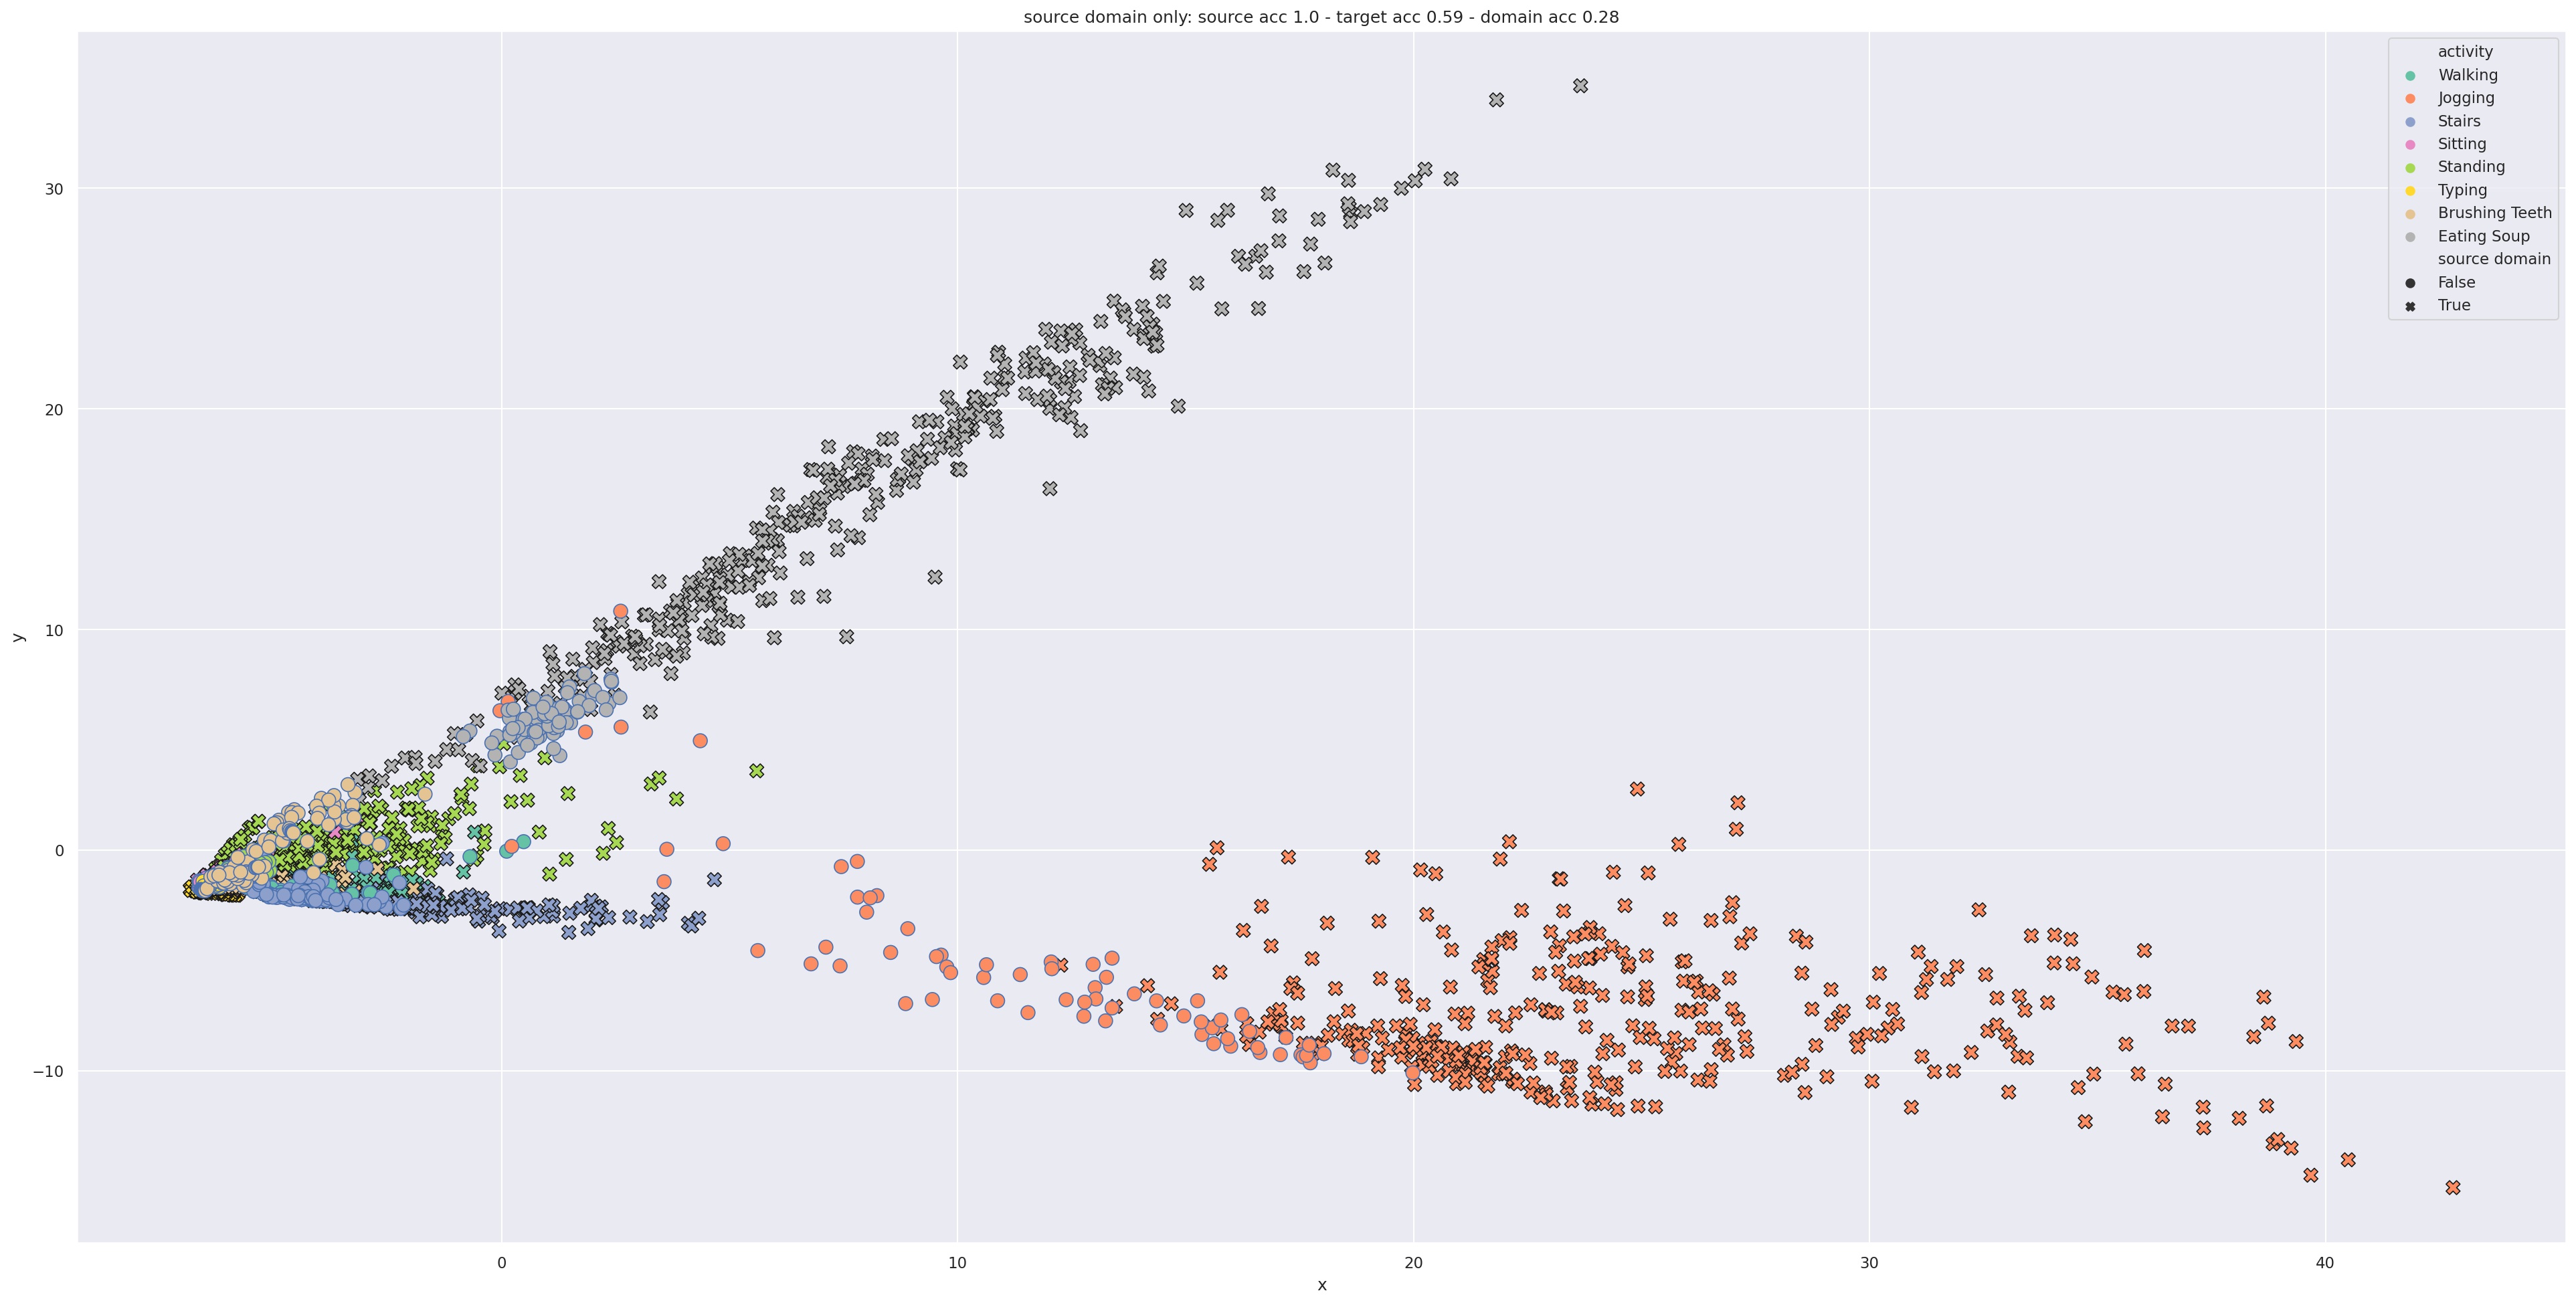 source domain only: source acc 1.0 - target acc 0.59 - domain acc 0.28
activity
Walking
Jogging
Stairs
Sitting
Standing
Typing
Brushing Teeth
Eating Soup
source domain
False
True
30
20
10
0
−10
y
0
10
20
30
40
x